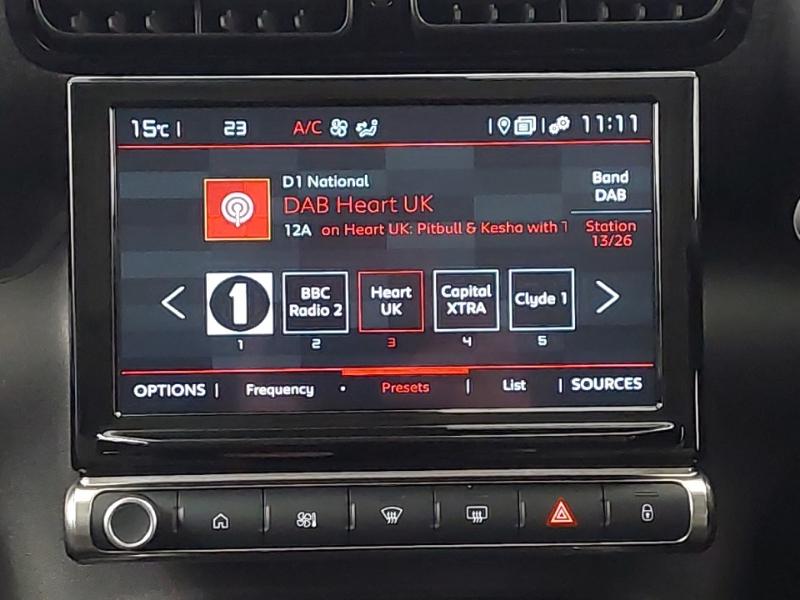 15°C | 23 A/C 11:11
D1 National
Band
DAB
DAB Heart UK
12A on Heart UK: Pitbull & Kesha with T
Station
13/26
1
BBC
Radio 2
Heart
UK
Capital
XTRA
Clyde 1
1 2 3 4 5
OPTIONS | Frequency • Presets | List | SOURCES